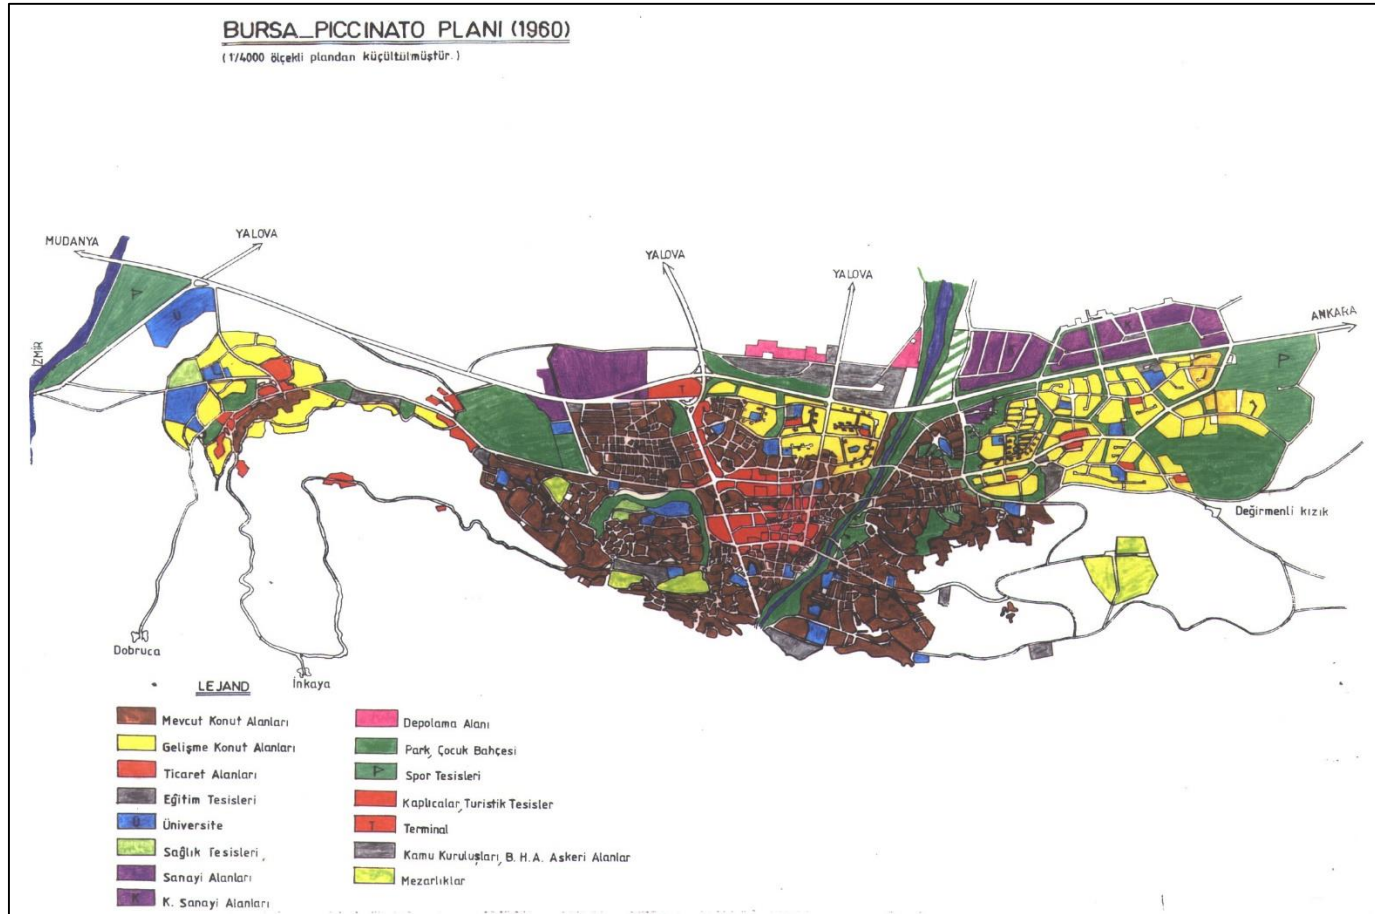 BURSA_PICCINATO PLANI (1960)
(1/4000 ölçekli plandan küçültülmüştür.)
MUDANYA
YALOVA
YALOVA
YALOVA
ANKARA
İZMİR
P
Ü
T
K
P
Değirmenli kızık
Dobruca
İnkaya
LEJAND
Mevcut Konut Alanları
Gelişme Konut Alanları
Ticaret Alanları
Eğitim Tesisleri
Ü Üniversite
Sağlık Tesisleri
Sanayi Alanları
K K. Sanayi Alanları
Depolama Alanı
Park, Çocuk Bahçesi
P Spor Tesisleri
Kaplıcalar, Turistik Tesisler
T Terminal
Kamu Kuruluşları, B.H.A. Askeri Alanlar
Mezarlıklar